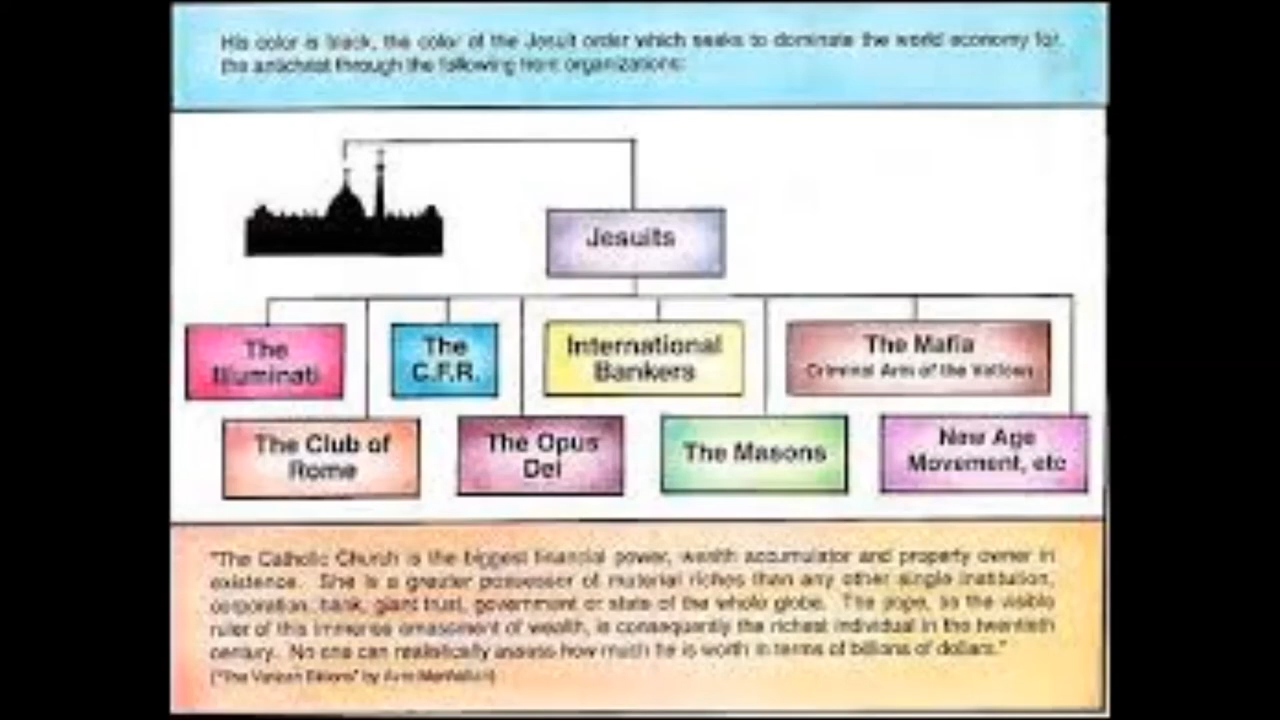 His color is black, the color of the Jesuit order which seeks to dominate the world economy for
the antichrist through the following front organizations:
Jesuits
The
Illuminati
The
C.F.R.
International
Bankers
The Mafia
Criminal Arm of the Vatican
The Club of
Rome
The Opus
Dei
The Masons
New Age
Movement, etc
"The Catholic Church is the biggest financial power, wealth accumulator and property owner in
existence. She is a greater possessor of material riches than any other single institution,
corporation, bank, giant trust, government or state of the whole globe. The pope, as the visible
ruler of this immense amassment of wealth, is consequently the richest individual in the twentieth
century. No one can realistically assess how much he is worth in terms of billions of dollars."
("The Vatican Billions" by Avro Manhattan)